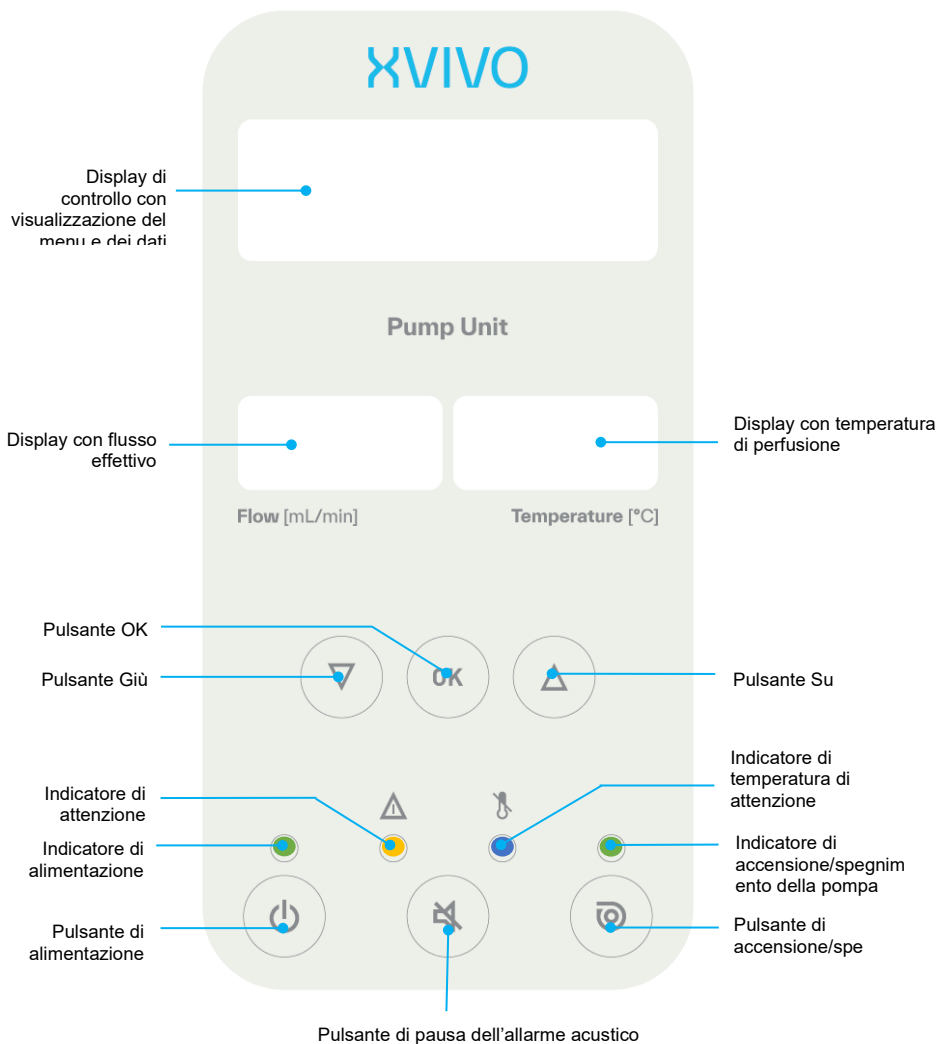 XVIVO
Display di
controllo con
visualizzazione del
menu e dei dati
Pump Unit
Display con flusso
effettivo
Display con temperatura
di perfusione
Flow [mL/min]
Temperature [°C]
Pulsante OK
Pulsante Giù
OK
Pulsante Su
Indicatore di
attenzione
Indicatore di
temperatura di
attenzione
Indicatore di
alimentazione
Indicatore di
accensione/spegnim
ento della pompa
Pulsante di
alimentazione
Pulsante di
accensione/spe
Pulsante di pausa dell'allarme acustico